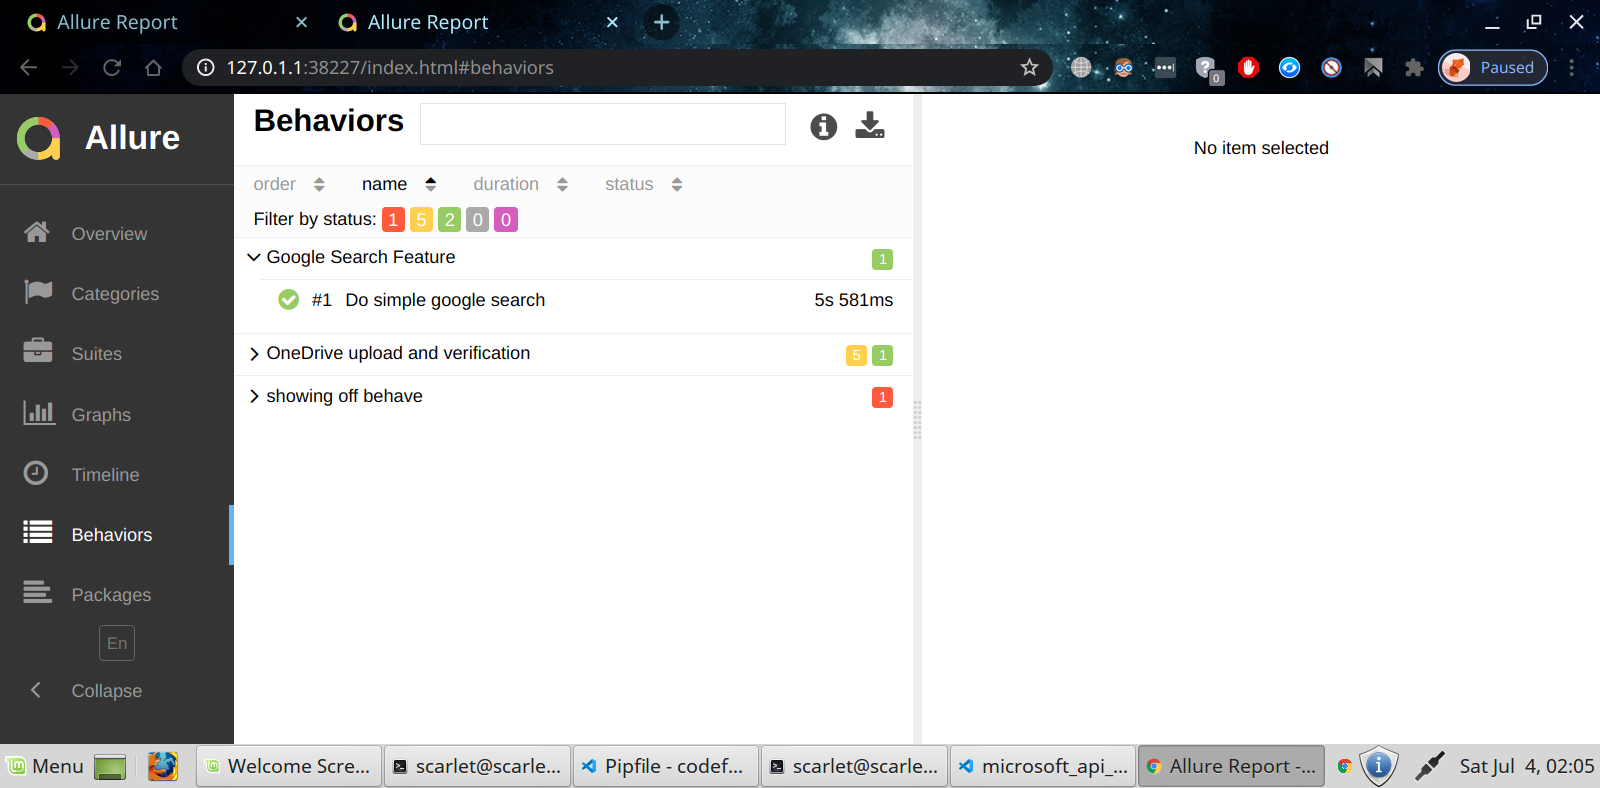 Allure Report
Allure Report
127.0.1.1:38227/index.html#behaviors
0
Paused
Allure
Overview
Categories
Suites
Graphs
Timeline
Behaviors
Packages
En
Collapse
Behaviors
order name duration status
Filter by status: 1 5 2 0 0
Google Search Feature 1
#1 Do simple google search 5s 581ms
OneDrive upload and verification 5 1
showing off behave 1
No item selected
Menu
Welcome Scre...
scarlet@scarle...
Pipfile - codef...
scarlet@scarle...
microsoft_api_...
Allure Report -...
Sat Jul 4, 02:05